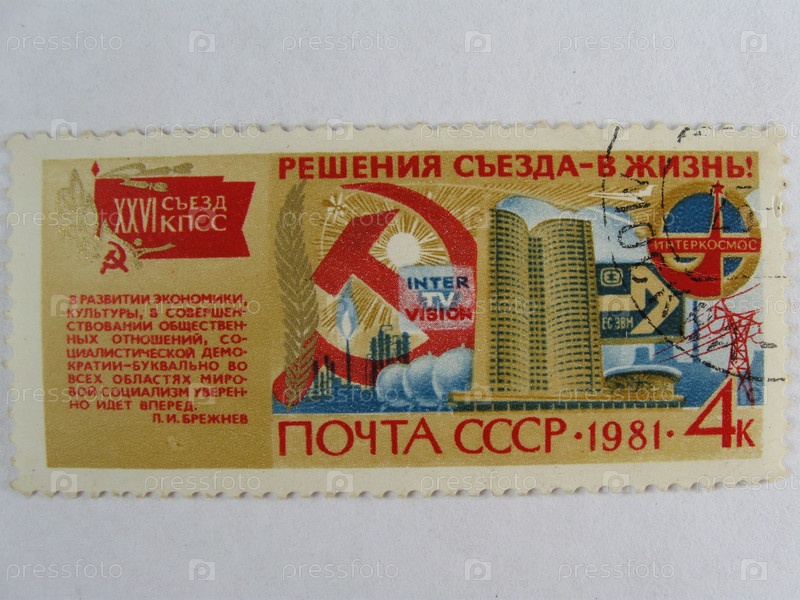 РЕШЕНИЯ СЪЕЗДА-В ЖИЗНЬ!
XXVI СЪЕЗД
КПСС
ИНТЕРКОСМОС
INTER
TV
VISION
ЕС ЭВМ
В РАЗВИТИИ ЭКОНОМИКИ,
КУЛЬТУРЫ, В СОВЕРШЕН-
СТВОВАНИИ ОБЩЕСТВЕН-
НЫХ ОТНОШЕНИЙ, СО-
ЦИАЛИСТИЧЕСКОЙ ДЕМО-
КРАТИИ-БУКВАЛЬНО ВО
ВСЕХ ОБЛАСТЯХ МИРО-
ВОЙ СОЦИАЛИЗМ УВЕРЕН-
НО ИДЕТ ВПЕРЕД.
Л. И. БРЕЖНЕВ
ПОЧТА СССР·1981·4К
pressfoto